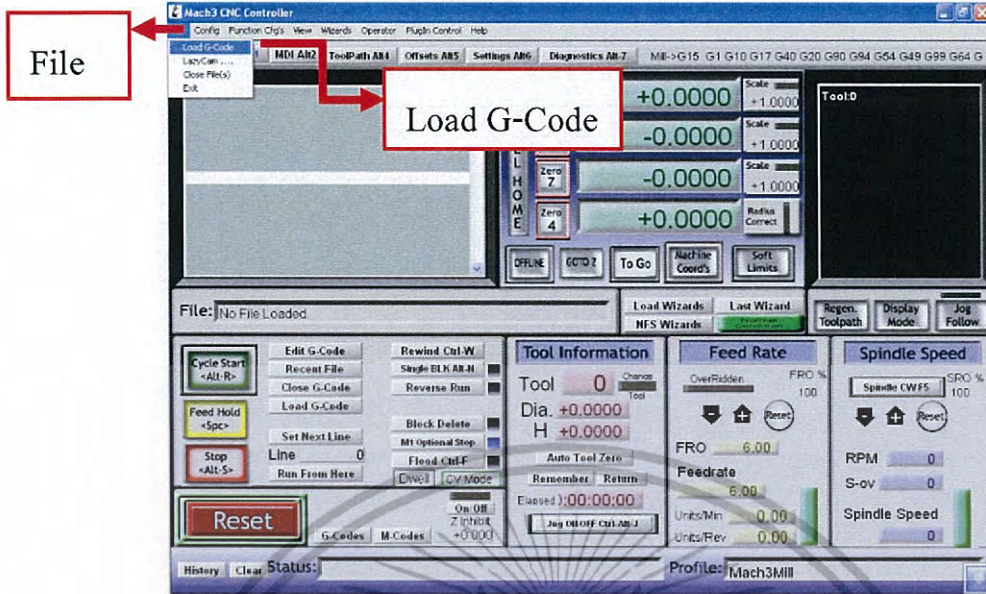 Mach3 CNC Controller
File
Config Function Cfg's View Wizards Operator PlugIn Control Help
Load G-Code
LazyCam ....
Close File(s)
Exit
Load G-Code
MDI Alt2 ToolPath Alt4 Offsets Alt5 Settings Alt6 Diagnostics Alt-7 Mill->G15 G1 G10 G17 G40 G20 G90 G94 G54 G49 G99 G64 G
+0.0000 Scale +1.0000
-0.0000 Scale +1.0000
Zero Z -0.0000 Scale +1.0000
Zero 4 +0.0000 Radius Correct
L HOME
Tool:0
OFFLINE GOTO Z To Go Machine Coord's Soft Limits
File: No File Loaded.
Load Wizards Last Wizard
NFS Wizards
Regen. Toolpath Display Mode Jog Follow
Cycle Start <Alt-R>
Feed Hold <Spc>
Stop <Alt-S>
Edit G-Code
Recent File
Close G-Code
Load G-Code
Set Next Line
Line 0
Run From Here
Rewind Ctrl-W
Single BLK Alt-N
Reverse Run
Block Delete
M1 Optional Stop
Flood Ctrl-F
Dwell CV Mode
Reset
G-Codes M-Codes
On/Off
Z Inhibit
+0.000
Tool Information
Tool 0 Change Tool
Dia. +0.0000
H +0.0000
Auto Tool Zero
Remember Return
Elapsed ):00:00:00
Jog ON/OFF Ctrl-Alt-J
Feed Rate
OverRidden FRO %
100
Reset
FRO 6.00
Feedrate
6.00
Units/Min 0.00
Units/Rev 0.00
Spindle Speed
Spindle CW F5 SRO %
100
Reset
RPM 0
S-ov 0
Spindle Speed
0
History Clear Status: Profile: Mach3Mill